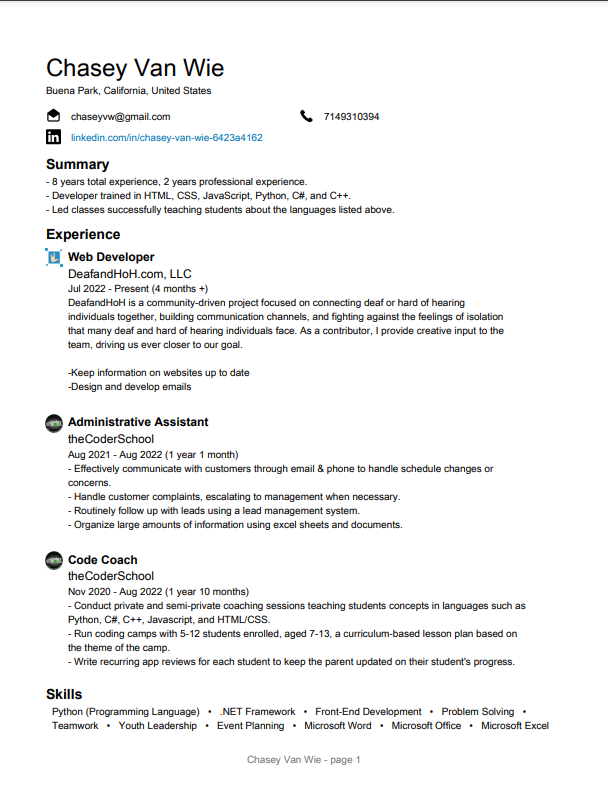 Chasey Van Wie
Buena Park, California, United States
chaseyvw@gmail.com 7149310394
in linkedin.com/in/chasey-van-wie-6423a4162
Summary
- 8 years total experience, 2 years professional experience.
- Developer trained in HTML, CSS, JavaScript, Python, C#, and C++.
- Led classes successfully teaching students about the languages listed above.
Experience
Web Developer
DeafandHoH.com, LLC
Jul 2022 - Present (4 months +)
DeafandHoH is a community-driven project focused on connecting deaf or hard of hearing
individuals together, building communication channels, and fighting against the feelings of isolation
that many deaf and hard of hearing individuals face. As a contributor, I provide creative input to the
team, driving us ever closer to our goal.
-Keep information on websites up to date
-Design and develop emails
Administrative Assistant
theCoderSchool
Aug 2021 - Aug 2022 (1 year 1 month)
- Effectively communicate with customers through email & phone to handle schedule changes or
concerns.
- Handle customer complaints, escalating to management when necessary.
- Routinely follow up with leads using a lead management system.
- Organize large amounts of information using excel sheets and documents.
Code Coach
theCoderSchool
Nov 2020 - Aug 2022 (1 year 10 months)
- Conduct private and semi-private coaching sessions teaching students concepts in languages such as
Python, C#, C++, Javascript, and HTML/CSS.
- Run coding camps with 5-12 students enrolled, aged 7-13, a curriculum-based lesson plan based on
the theme of the camp.
- Write recurring app reviews for each student to keep the parent updated on their student's progress.
Skills
Python (Programming Language) • .NET Framework • Front-End Development • Problem Solving •
Teamwork • Youth Leadership • Event Planning • Microsoft Word • Microsoft Office • Microsoft Excel
Chasey Van Wie - page 1